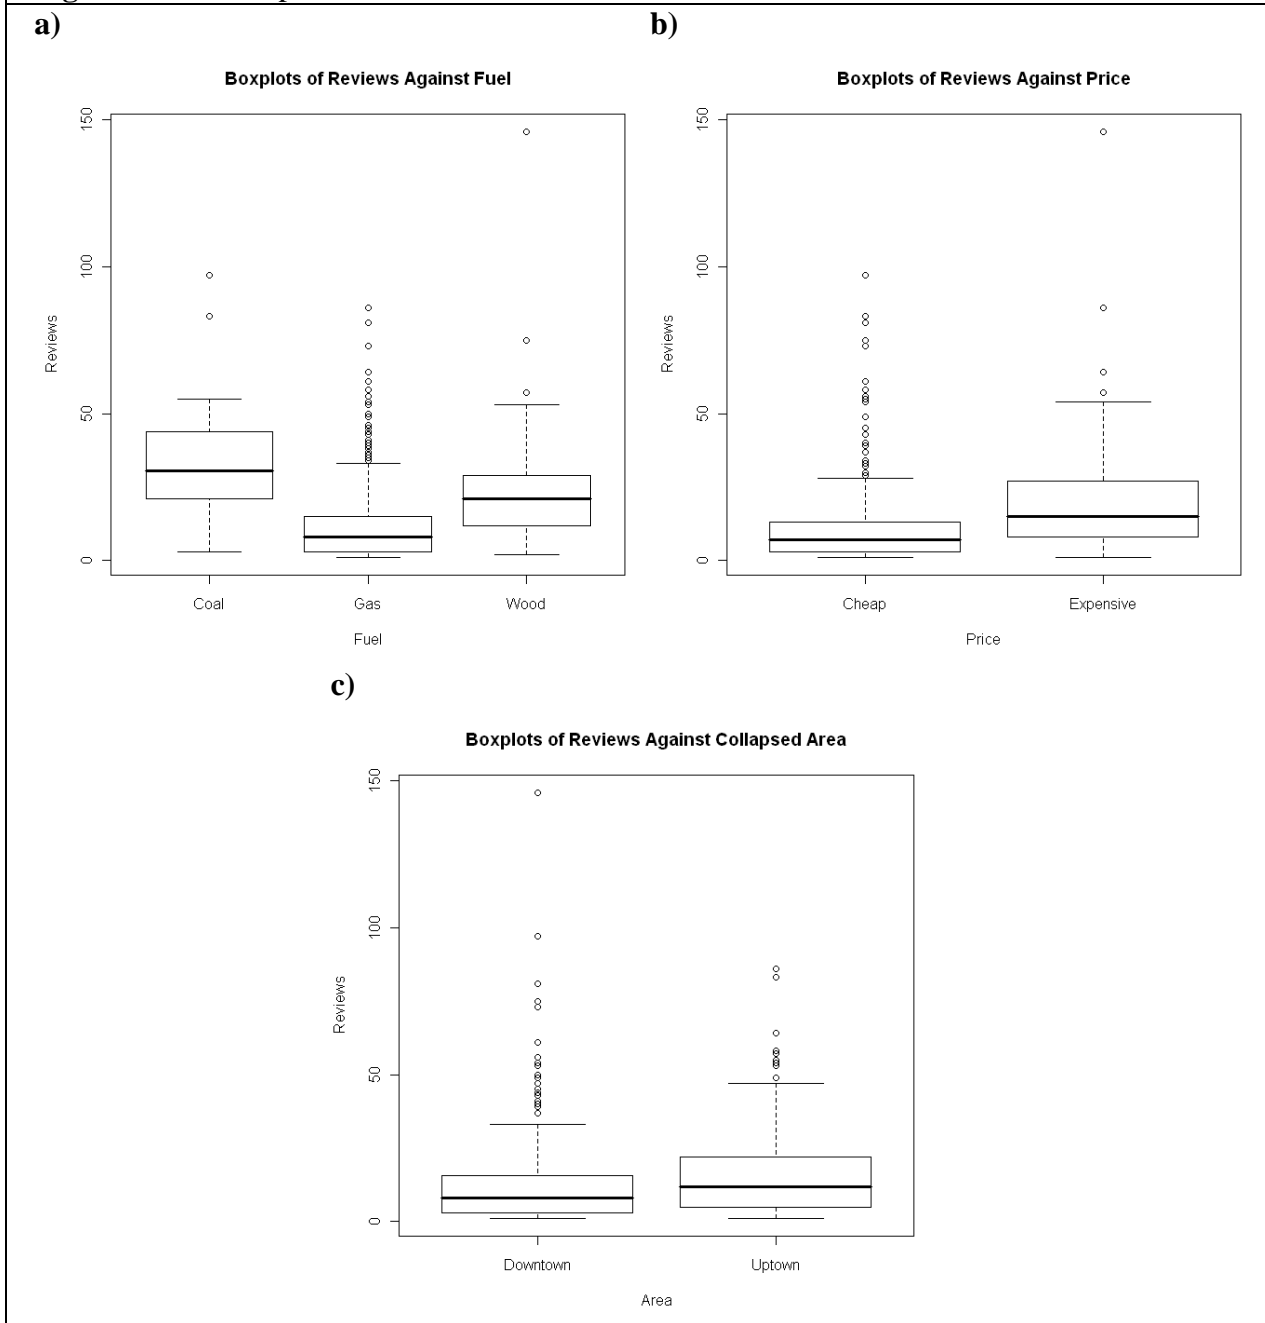 a)
b)
Boxplots of Reviews Against Fuel
150
100
50
0
Reviews
Coal Gas Wood
Fuel
Boxplots of Reviews Against Price
150
100
50
0
Reviews
Cheap Expensive
Price
c)
Boxplots of Reviews Against Collapsed Area
150
100
50
0
Reviews
Downtown Uptown
Area